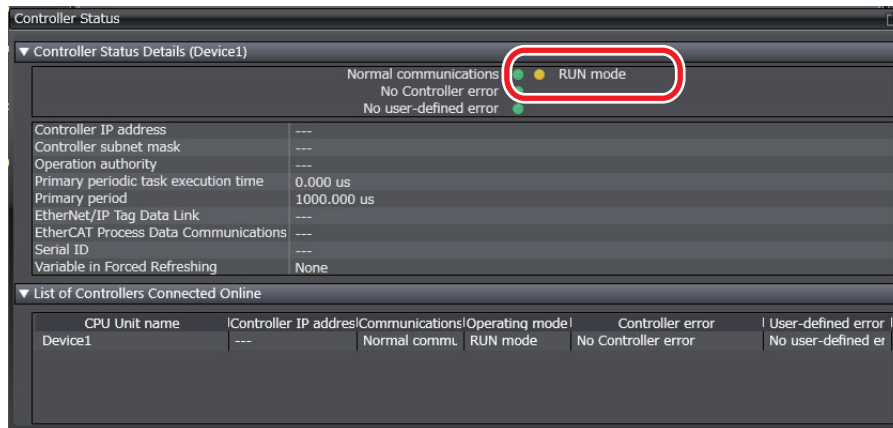 Controller Status
▼ Controller Status Details (Device1)
Normal communications RUN mode
No Controller error
No user-defined error
Controller IP address ---
Controller subnet mask ---
Operation authority ---
Primary periodic task execution time 0.000 us
Primary period 1000.000 us
EtherNet/IP Tag Data Link ---
EtherCAT Process Data Communications ---
Serial ID ---
Variable in Forced Refreshing None
▼ List of Controllers Connected Online
CPU Unit name Controller IP addres Communications Operating mode Controller error User-defined error
Device1 --- Normal commu RUN mode No Controller error No user-defined er